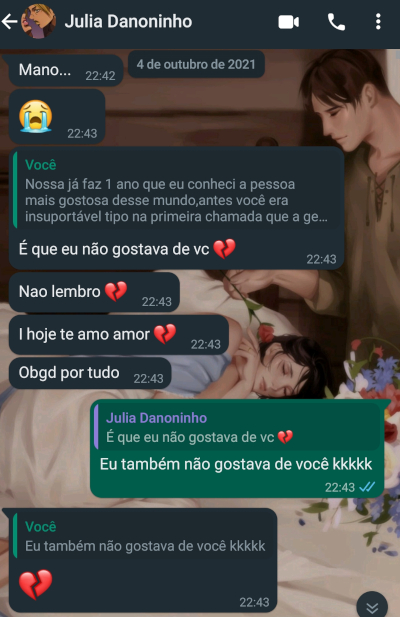 Julia Danoninho
4 de outubro de 2021
Mano... 22:42
😭 22:43
Você
Nossa já faz 1 ano que eu conheci a pessoa
mais gostosa desse mundo,antes você era
insuportável tipo na primeira chamada que a ge...
É que eu não gostava de vc 💔
22:43
Nao lembro 💔 22:43
I hoje te amo amor 💔 22:43
Obgd por tudo 22:43
Julia Danoninho
É que eu não gostava de vc 💔
Eu também não gostava de você kkkkk
22:43
Você
Eu também não gostava de você kkkkk
💔
22:43